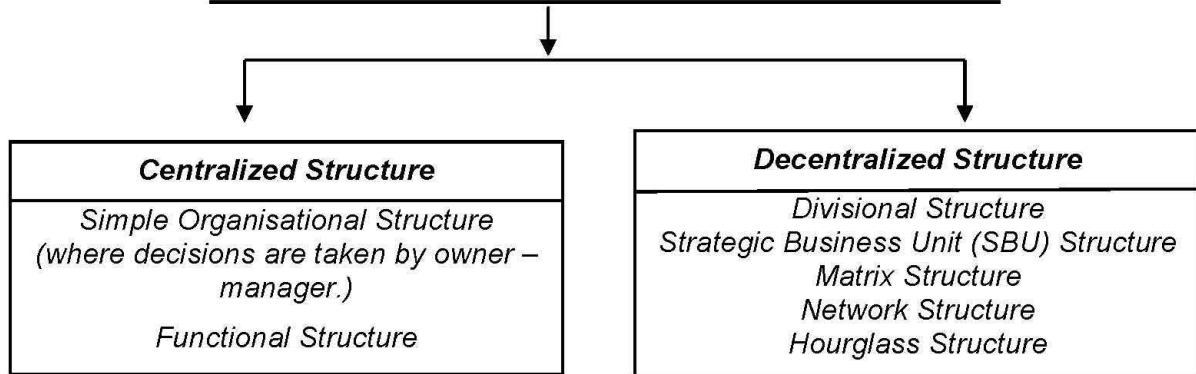 Centralized Structure
Simple Organisational Structure
(where decisions are taken by owner –
manager.)
Functional Structure
Decentralized Structure
Divisional Structure
Strategic Business Unit (SBU) Structure
Matrix Structure
Network Structure
Hourglass Structure